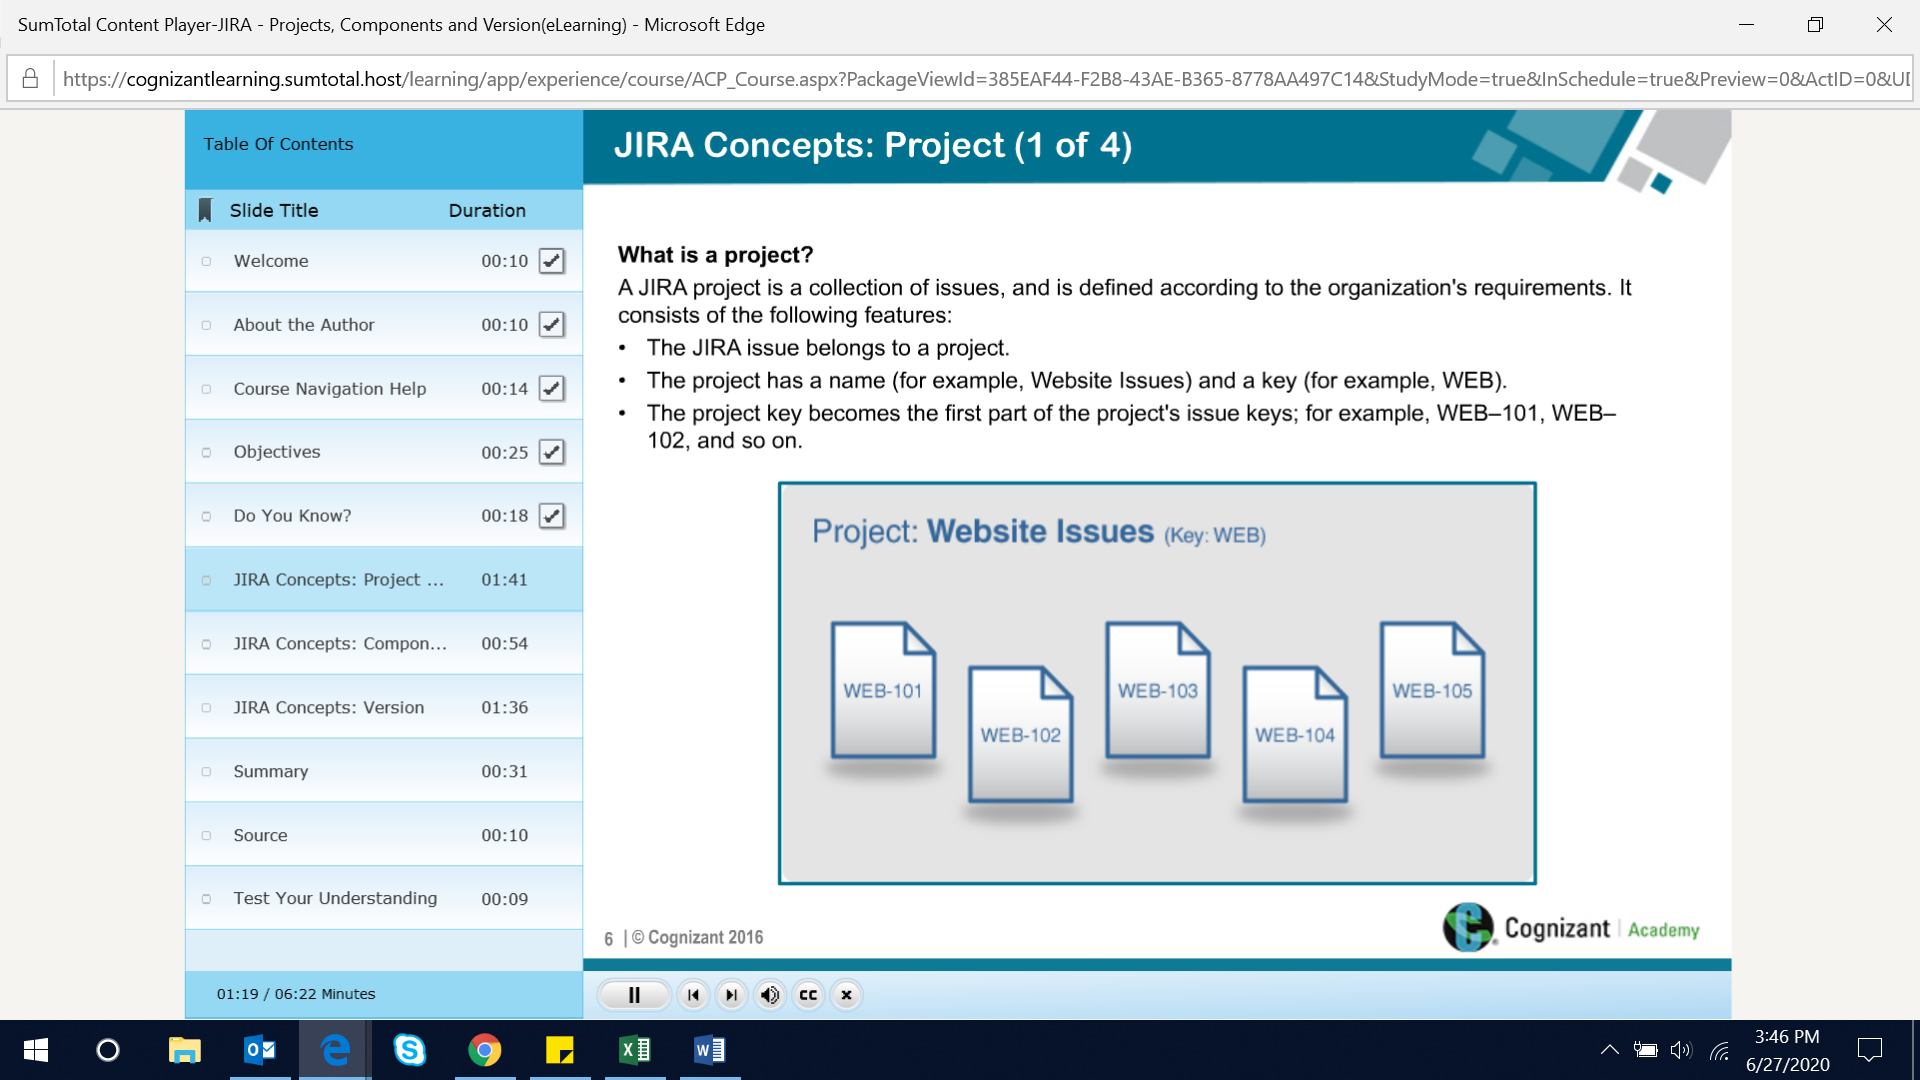 SumTotal Content Player-JIRA - Projects, Components and Version(eLearning) - Microsoft Edge
https://cognizantlearning.sumtotal.host/learning/app/experience/course/ACP_Course.aspx?PackageViewId=385EAF44-F2B8-43AE-B365-8778AA497C14&StudyMode=true&InSchedule=true&Preview=0&ActID=0&UI
Table Of Contents
Slide Title Duration
Welcome 00:10
About the Author 00:10
Course Navigation Help 00:14
Objectives 00:25
Do You Know? 00:18
JIRA Concepts: Project ... 01:41
JIRA Concepts: Compon... 00:54
JIRA Concepts: Version 01:36
Summary 00:31
Source 00:10
Test Your Understanding 00:09
01:19 / 06:22 Minutes
JIRA Concepts: Project (1 of 4)
What is a project?
A JIRA project is a collection of issues, and is defined according to the organization's requirements. It
consists of the following features:
• The JIRA issue belongs to a project.
• The project has a name (for example, Website Issues) and a key (for example, WEB).
• The project key becomes the first part of the project's issue keys; for example, WEB–101, WEB–
102, and so on.
Project: Website Issues (Key: WEB)
WEB-101
WEB-102
WEB-103
WEB-104
WEB-105
6 | © Cognizant 2016
Cognizant | Academy
CC
3:46 PM
6/27/2020